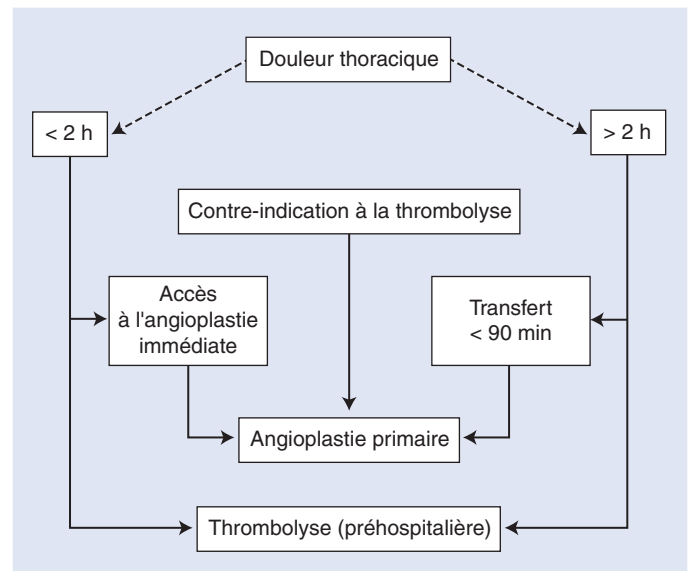 Douleur thoracique
< 2 h
> 2 h
Contre-indication à la thrombolyse
Accès
à l'angioplastie
immédiate
Transfert
< 90 min
Angioplastie primaire
Thrombolyse (préhospitalière)